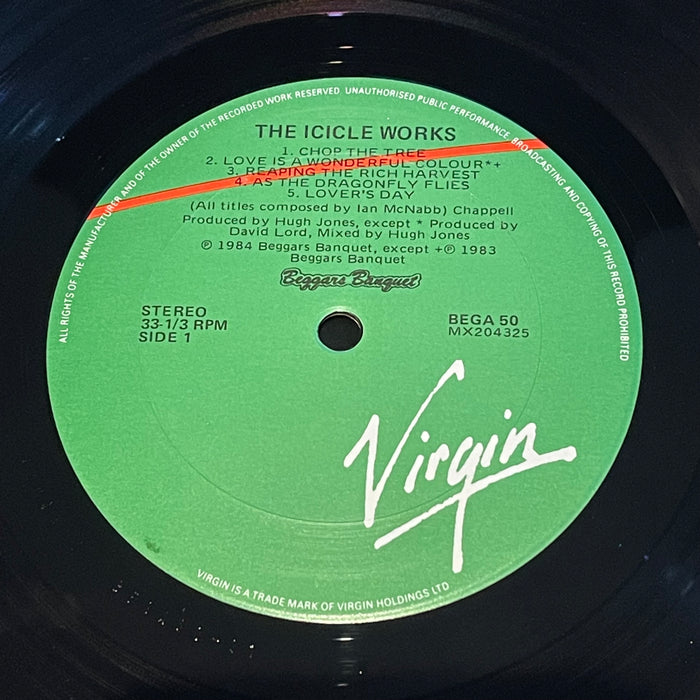 ALL RIGHTS OF THE MANUFACTURER AND OF THE OWNER OF THE RECORDED WORK RESERVED. UNAUTHORISED PUBLIC PERFORMANCE, BROADCASTING AND COPYING OF THIS RECORD PROHIBITED
THE ICICLE WORKS
1. CHOP THE TREE
2. LOVE IS A WONDERFUL COLOUR*+
3. REAPING THE RICH HARVEST
4. AS THE DRAGONFLY FLIES
5. LOVER'S DAY
(All titles composed by Ian McNabb) Chappell
Produced by Hugh Jones, except * Produced by
David Lord, Mixed by Hugh Jones
℗ 1984 Beggars Banquet, except +℗ 1983
Beggars Banquet
Beggars Banquet
STEREO
33-1/3 RPM
SIDE 1
BEGA 50
MX204325
Virgin
VIRGIN IS A TRADE MARK OF VIRGIN HOLDINGS LTD